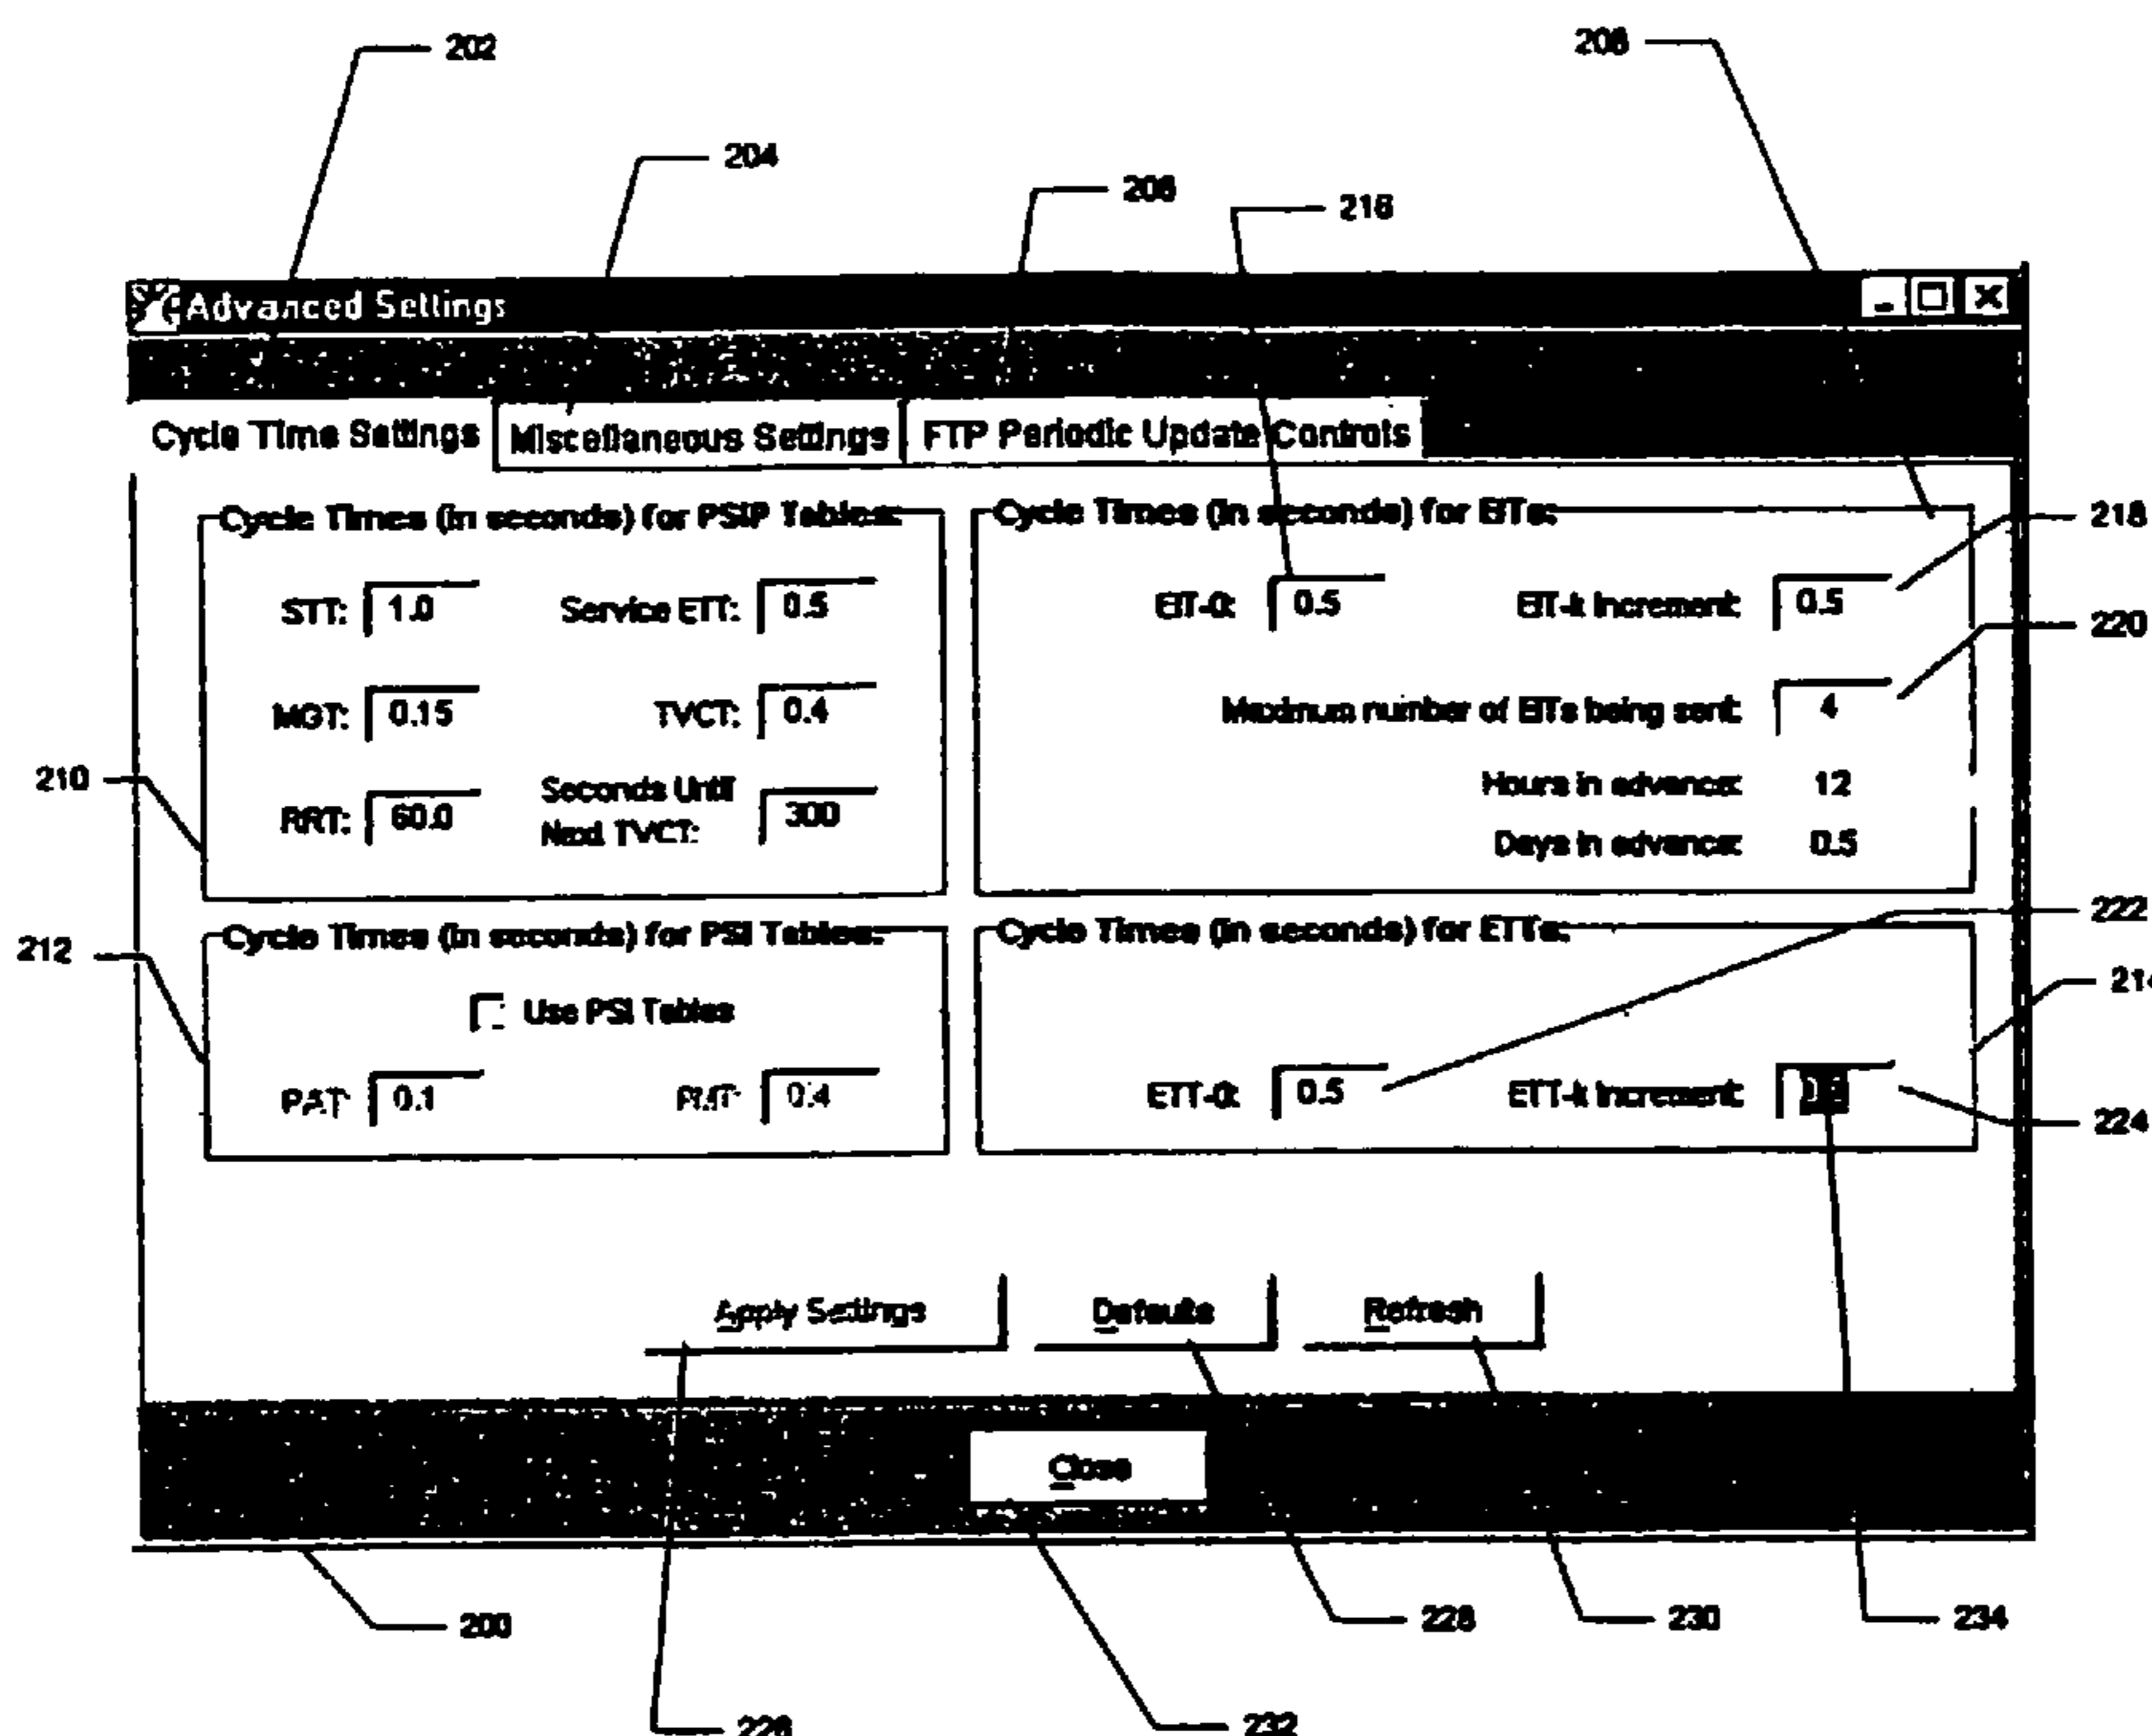 202
204
216
Advanced Settings
Cycle Time Settings
Miscellaneous Settings
FTP Periodic Update Controls
Cycle Times (in seconds) for PSIP Tables:
STT: 1.0
Service ETT: 0.5
MGT: 0.15
TVCT: 0.4
RRT: 60.0
Seconds Until
Next TVCT: 300
Cycle Times (in seconds) for EITs:
EIT-0: 0.5
EIT-k Increment: 0.5
Maximum number of EITs being sent: 4
Hours in advance: 12
Days in advance: 0.5
218
220
210
212
Cycle Times (in seconds) for PSI Tables:
Use PSI Tables
PAT: 0.1
0.4
Cycle Times (in seconds) for ETTs:
ETT-0: 0.5
ETT-k Increment:
222
224
Apply Settings
Defaults
Refresh
Close
200
228
230
234
232